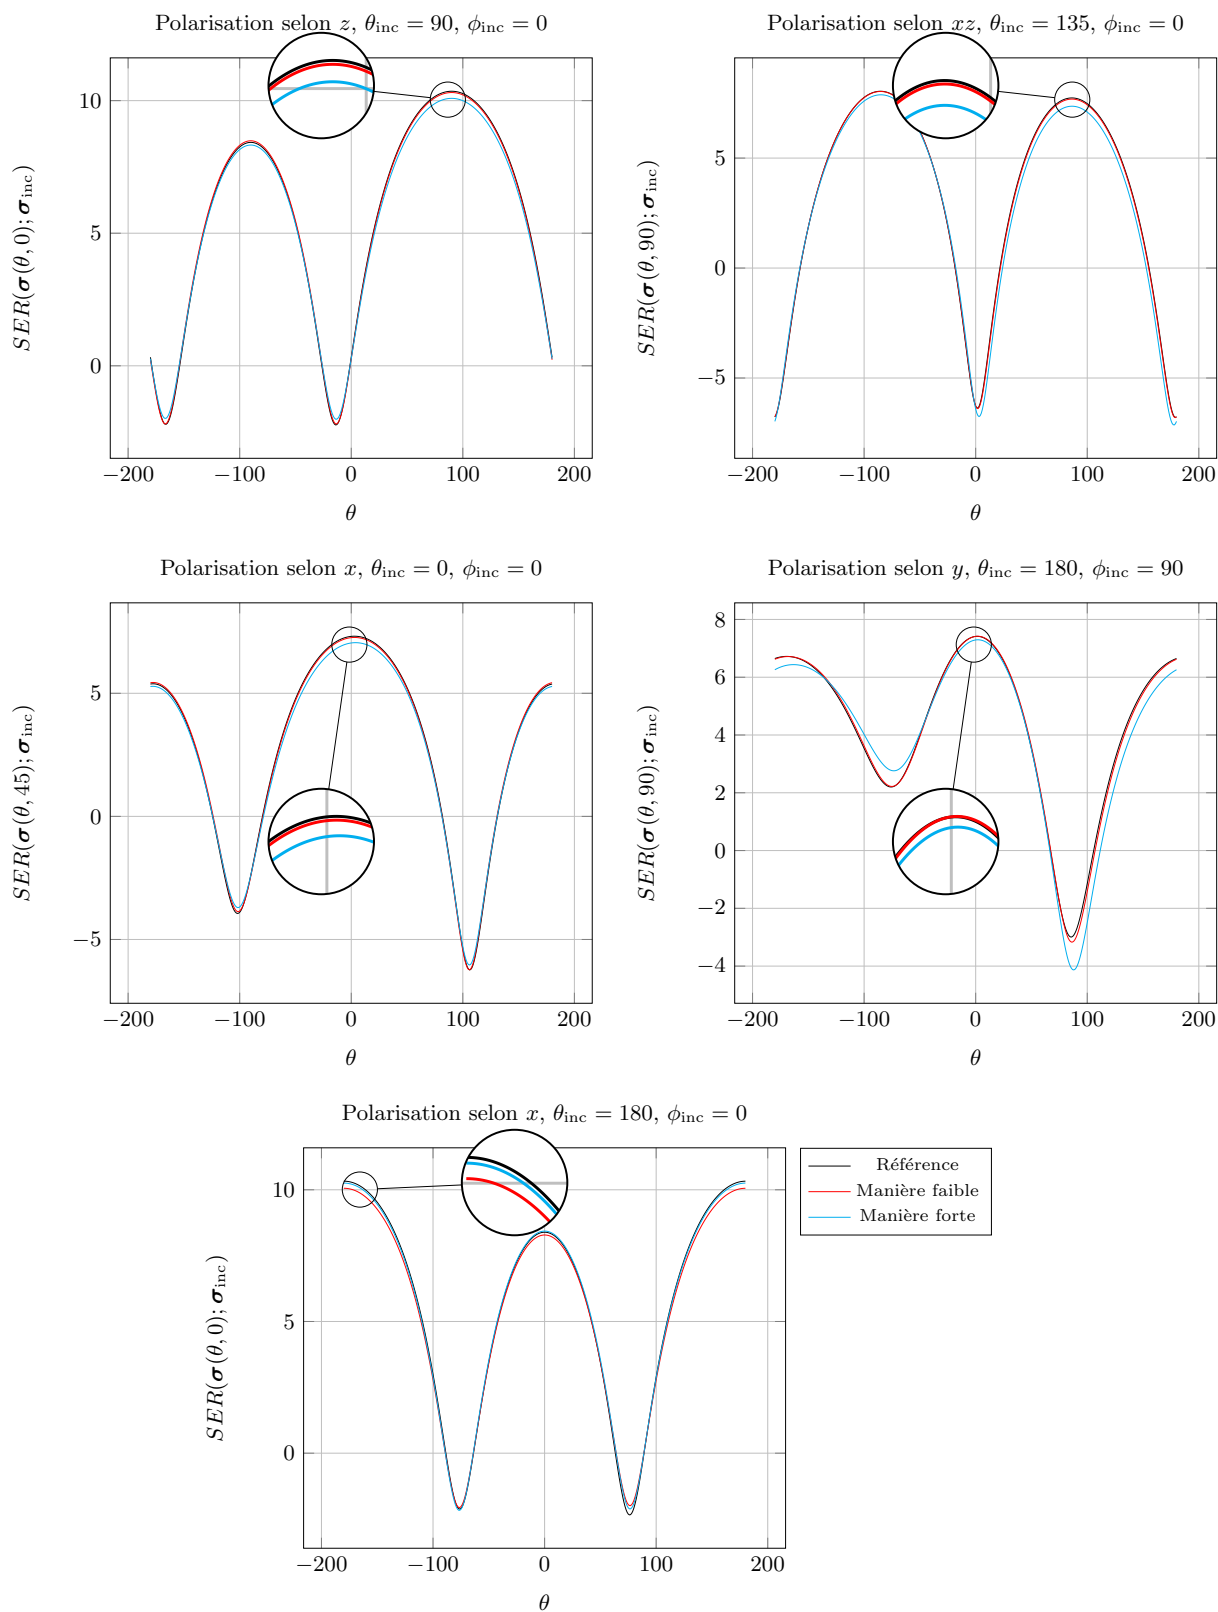 Polarisation selon z, θinc = 90, ϕinc = 0
10
5
0
−200
−100
0
100
200
θ
SER(σ(θ, 0); σinc)
Polarisation selon xz, θinc = 135, ϕinc = 0
5
0
−5
−200
−100
0
100
200
θ
SER(σ(θ, 90); σinc)
Polarisation selon x, θinc = 0, ϕinc = 0
5
0
−5
−200
−100
0
100
200
θ
SER(σ(θ, 45); σinc)
Polarisation selon y, θinc = 180, ϕinc = 90
8
6
4
2
0
−2
−4
−200
−100
0
100
200
θ
SER(σ(θ, 90); σinc)
Polarisation selon x, θinc = 180, ϕinc = 0
10
5
0
−200
−100
0
100
200
θ
SER(σ(θ, 0); σinc)
Référence
Manière faible
Manière forte